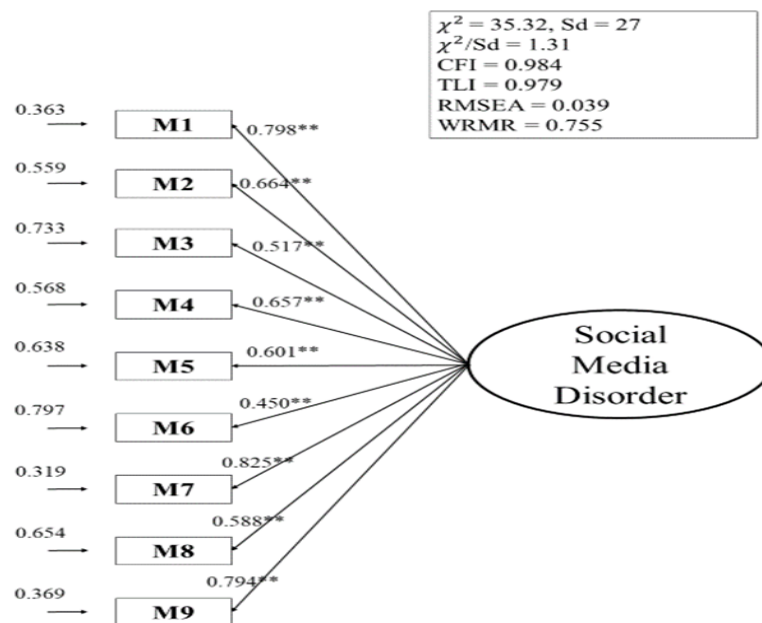 χ² = 35.32, Sd = 27
χ²/Sd = 1.31
CFI = 0.984
TLI = 0.979
RMSEA = 0.039
WRMR = 0.755
0.363
M1
0.798**
0.559
M2
0.664**
0.733
M3
0.517**
0.568
M4
0.657**
0.638
M5
0.601**
0.797
M6
0.450**
0.319
M7
0.825**
0.654
M8
0.588**
0.369
M9
0.794**
Social
Media
Disorder